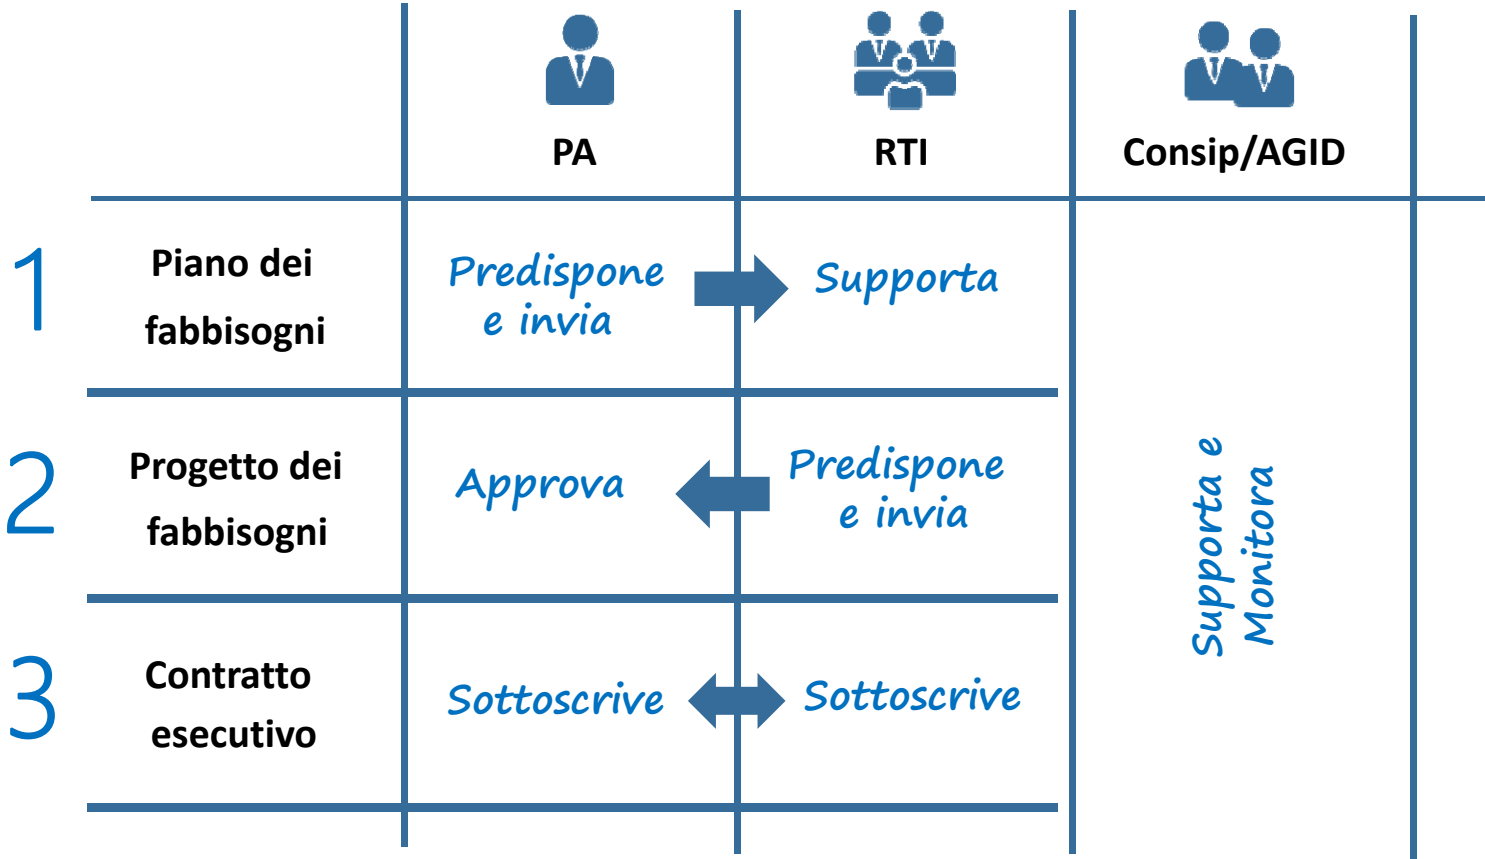 PA
RTI
Consip/AGID
1
Piano dei
fabbisogni
Predispone
e invia
Supporta
2
Progetto dei
fabbisogni
Approva
Predispone
e invia
3
Contratto
esecutivo
Sottoscrive
Sottoscrive
Supporta e
Monitora